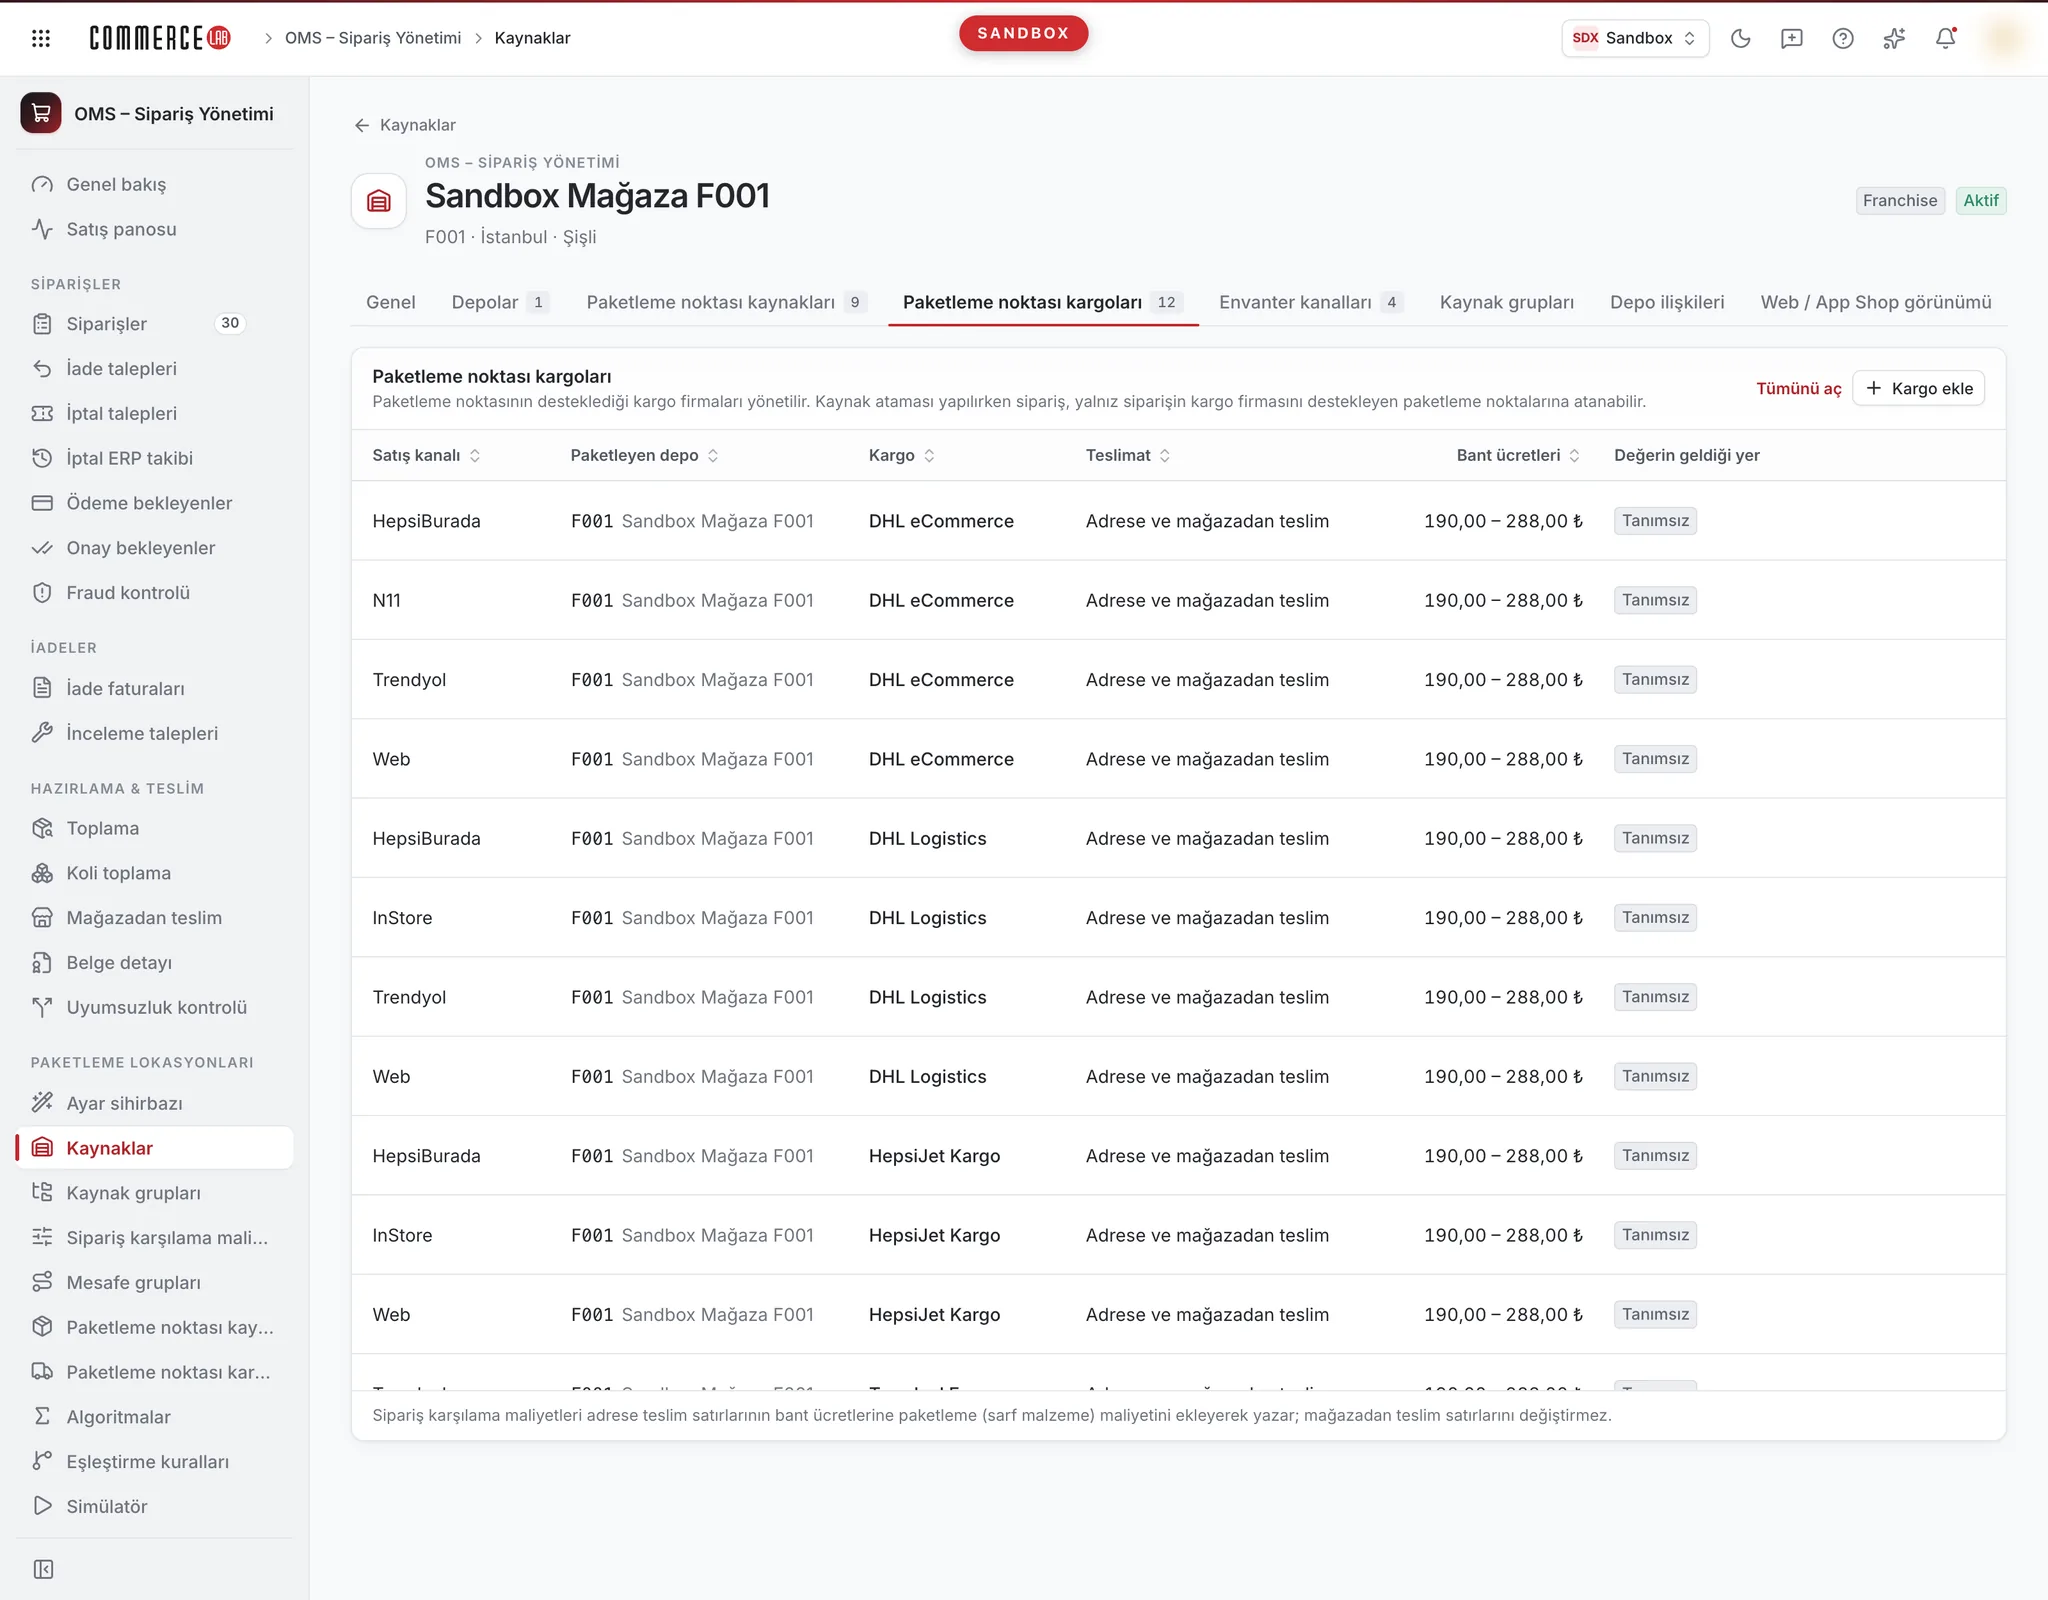 COMMERCE LAB
OMS – Sipariş Yönetimi
Kaynaklar
SANDBOX
SDX Sandbox
OMS – Sipariş Yönetimi
Genel bakış
Satış panosu
SİPARİŞLER
Siparişler 30
İade talepleri
İptal talepleri
İptal ERP takibi
Ödeme bekleyenler
Onay bekleyenler
Fraud kontrolü
İADELER
İade faturaları
İnceleme talepleri
HAZIRLAMA & TESLİM
Toplama
Koli toplama
Mağazadan teslim
Belge detayı
Uyumsuzluk kontrolü
PAKETLEME LOKASYONLARI
Ayar sihirbazı
Kaynaklar
Kaynak grupları
Sipariş karşılama mali...
Mesafe grupları
Paketleme noktası kay...
Paketleme noktası kar...
Algoritmalar
Eşleştirme kuralları
Simülatör
Kaynaklar
OMS – SİPARİŞ YÖNETİMİ
Sandbox Mağaza F001
F001 · İstanbul · Şişli
Franchise Aktif
Genel Depolar 1 Paketleme noktası kaynakları 9 Paketleme noktası kargoları 12 Envanter kanalları 4 Kaynak grupları Depo ilişkileri Web / App Shop görünümü
Paketleme noktası kargoları
Paketleme noktasının desteklediği kargo firmaları yönetilir. Kaynak ataması yapılırken sipariş, yalnız siparişin kargo firmasını destekleyen paketleme noktalarına atanabilir.
Tümünü aç + Kargo ekle
Satış kanalı Paketleyen depo Kargo Teslimat Bant ücretleri Değerin geldiği yer
HepsiBurada F001 Sandbox Mağaza F001 DHL eCommerce Adrese ve mağazadan teslim 190,00 – 288,00 ₺ Tanımsız
N11 F001 Sandbox Mağaza F001 DHL eCommerce Adrese ve mağazadan teslim 190,00 – 288,00 ₺ Tanımsız
Trendyol F001 Sandbox Mağaza F001 DHL eCommerce Adrese ve mağazadan teslim 190,00 – 288,00 ₺ Tanımsız
Web F001 Sandbox Mağaza F001 DHL eCommerce Adrese ve mağazadan teslim 190,00 – 288,00 ₺ Tanımsız
HepsiBurada F001 Sandbox Mağaza F001 DHL Logistics Adrese ve mağazadan teslim 190,00 – 288,00 ₺ Tanımsız
InStore F001 Sandbox Mağaza F001 DHL Logistics Adrese ve mağazadan teslim 190,00 – 288,00 ₺ Tanımsız
Trendyol F001 Sandbox Mağaza F001 DHL Logistics Adrese ve mağazadan teslim 190,00 – 288,00 ₺ Tanımsız
Web F001 Sandbox Mağaza F001 DHL Logistics Adrese ve mağazadan teslim 190,00 – 288,00 ₺ Tanımsız
HepsiBurada F001 Sandbox Mağaza F001 HepsiJet Kargo Adrese ve mağazadan teslim 190,00 – 288,00 ₺ Tanımsız
InStore F001 Sandbox Mağaza F001 HepsiJet Kargo Adrese ve mağazadan teslim 190,00 – 288,00 ₺ Tanımsız
Web F001 Sandbox Mağaza F001 HepsiJet Kargo Adrese ve mağazadan teslim 190,00 – 288,00 ₺ Tanımsız
Sipariş karşılama maliyetleri adrese teslim satırlarının bant ücretlerine paketleme (sarf malzeme) maliyetini ekleyerek yazar; mağazadan teslim satırlarını değiştirmez.